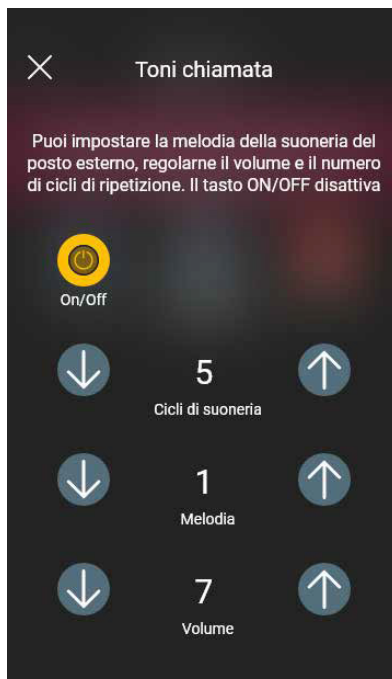 Toni chiamata
Puoi impostare la melodia della suoneria del
posto esterno, regolarne il volume e il numero
di cicli di ripetizione. Il tasto ON/OFF disattiva
On/Off
5
Cicli di suoneria
1
Melodia
7
Volume